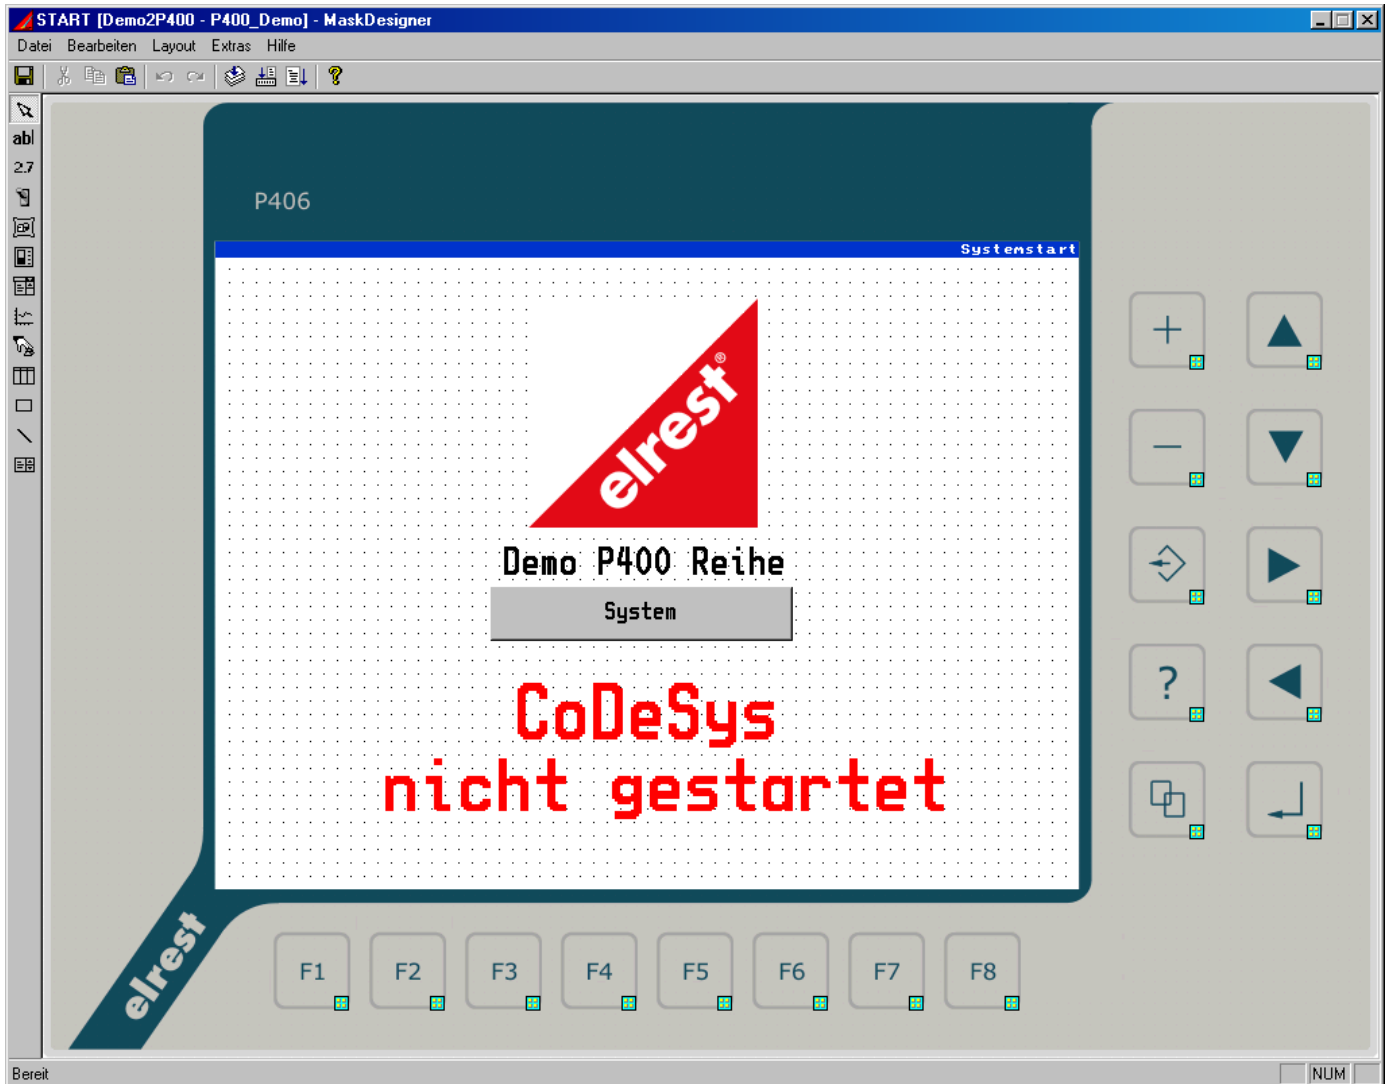 START [Demo2P400 - P400_Demo] - MaskDesigner
Datei Bearbeiten Layout Extras Hilfe
abl
2.7
P406
Systemstart
elrest®
Demo P400 Reihe
System
CoDeSys
nicht gestartet
?
elrest
F1 F2 F3 F4 F5 F6 F7 F8
Bereit
NUM